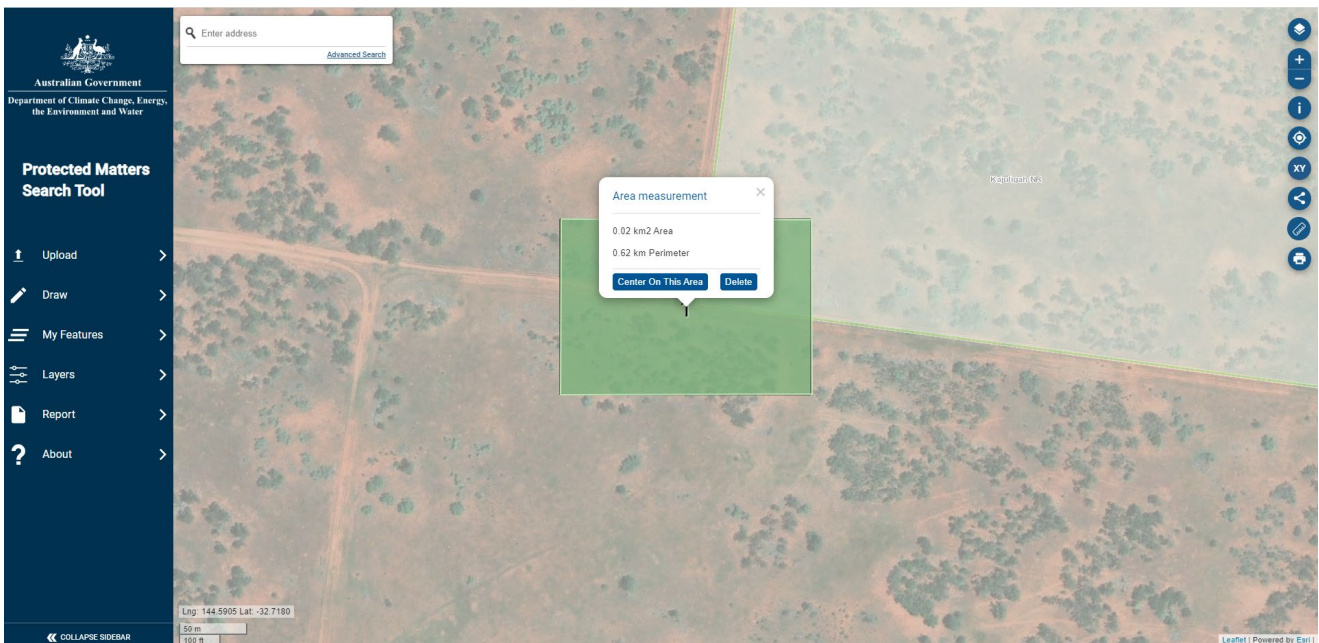 Australian Government
Department of Climate Change, Energy,
the Environment and Water
Protected Matters
Search Tool
Upload
Draw
My Features
Layers
Report
About
COLLAPSE SIDEBAR
Enter address
Advanced Search
Area measurement
0.02 km2 Area
0.62 km Perimeter
Center On This Area
Delete
Kajuligah NR
+
−
i
XY
Lng: 144.5905 Lat: -32.7180
50 m
100 ft
Leaflet | Powered by Esri |